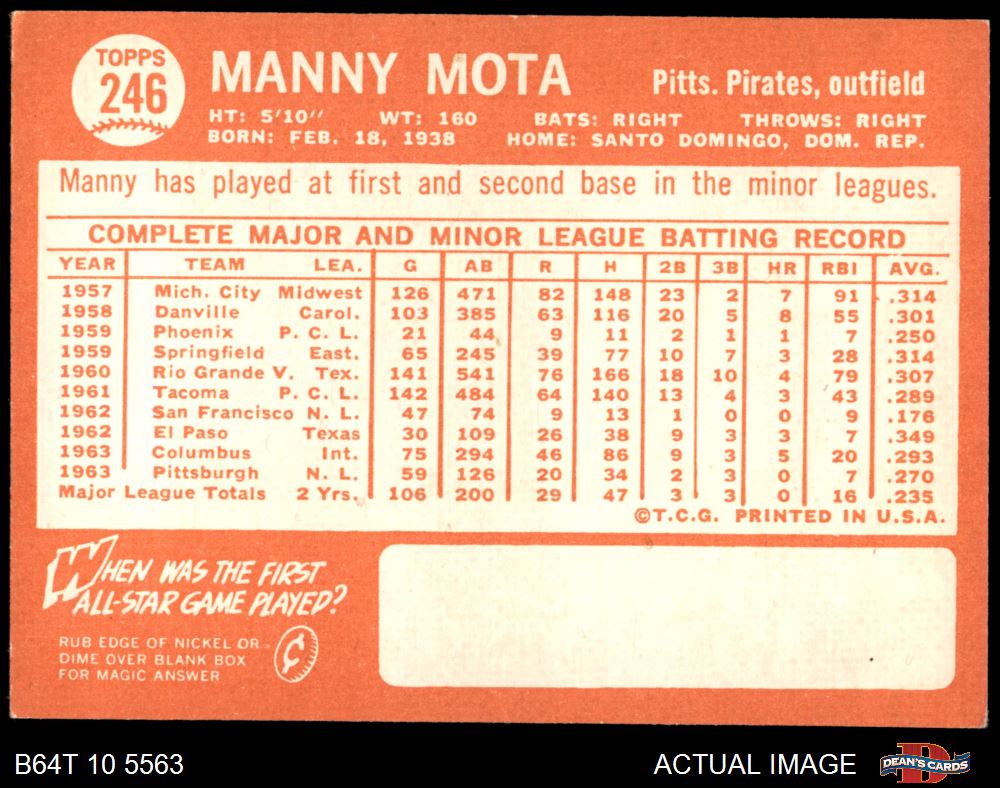 TOPPS
246
MANNY MOTA
Pitts. Pirates, outfield
HT: 5'10" WT: 160 BATS: RIGHT THROWS: RIGHT
BORN: FEB. 18, 1938 HOME: SANTO DOMINGO, DOM. REP.
Manny has played at first and second base in the minor leagues.
COMPLETE MAJOR AND MINOR LEAGUE BATTING RECORD
YEAR TEAM LEA. G AB R H 2B 3B HR RBI AVG.
1957 Mich. City Midwest 126 471 82 148 23 2 7 91 .314
1958 Danville Carol. 103 385 63 116 20 5 8 55 .301
1959 Phoenix P. C. L. 21 44 9 11 2 1 1 7 .250
1959 Springfield East. 65 245 39 77 10 7 3 28 .314
1960 Rio Grande V. Tex. 141 541 76 166 18 10 4 79 .307
1961 Tacoma P. C. L. 142 484 64 140 13 4 3 43 .289
1962 San Francisco N. L. 47 74 9 13 1 0 0 9 .176
1962 El Paso Texas 30 109 26 38 9 3 3 7 .349
1963 Columbus Int. 75 294 46 86 9 3 5 20 .293
1963 Pittsburgh N. L. 59 126 20 34 2 3 0 7 .270
Major League Totals 2 Yrs. 106 200 29 47 3 3 0 16 .235
©T.C.G. PRINTED IN U.S.A.
WHEN WAS THE FIRST
ALL-STAR GAME PLAYED?
RUB EDGE OF NICKEL OR
DIME OVER BLANK BOX
FOR MAGIC ANSWER
B64T 10 5563
ACTUAL IMAGE
DEAN'S CARDS